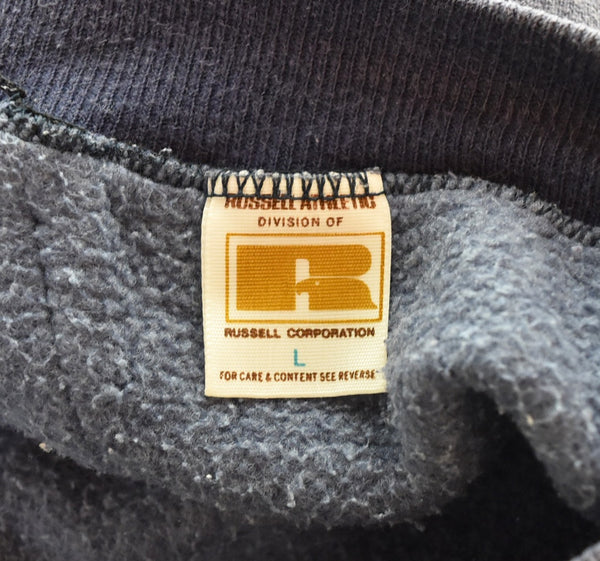 RUSSELL ATHLETIC
DIVISION OF
R
RUSSELL CORPORATION
L
FOR CARE & CONTENT SEE REVERSE